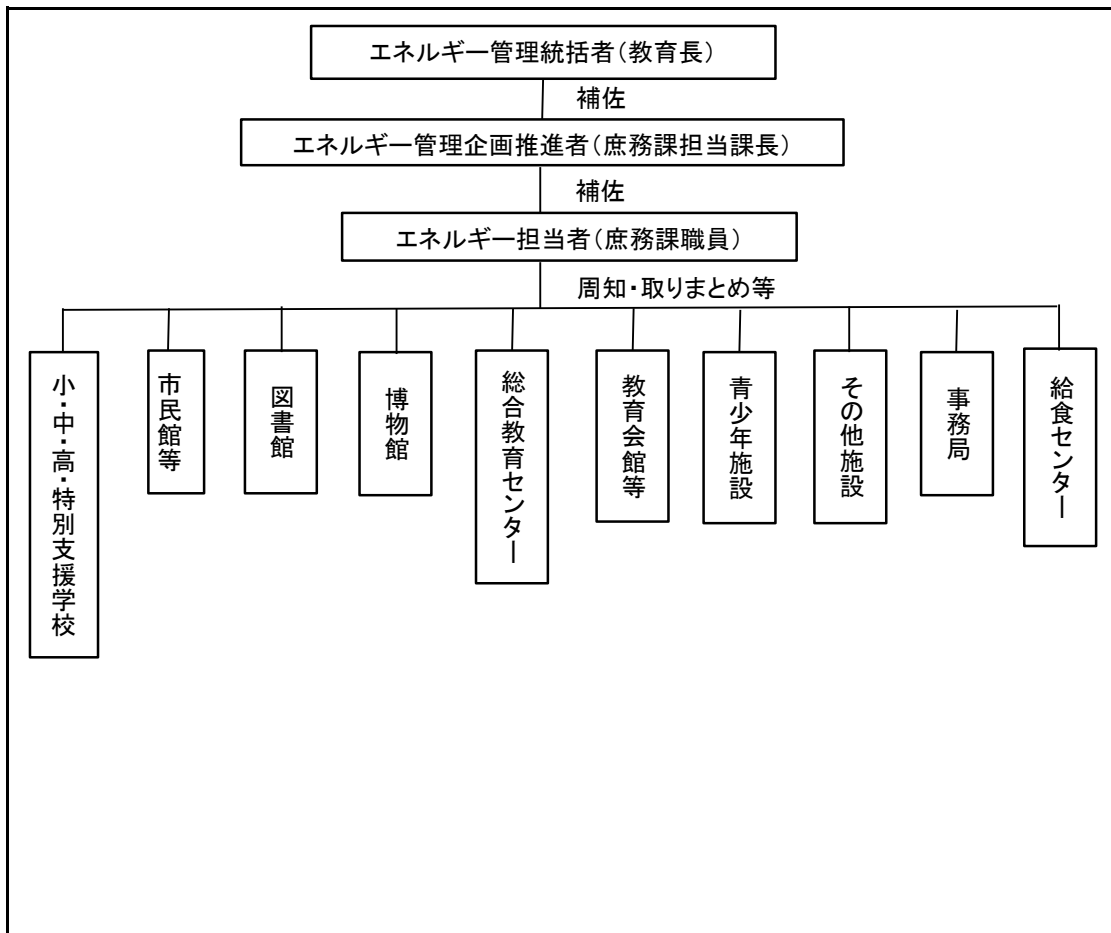 エネルギー管理統括者(教育長)
補佐
エネルギー管理企画推進者(庶務課担当課長)
補佐
エネルギー担当者(庶務課職員)
周知・取りまとめ等
小・中・高・特別支援学校
市民館等
図書館
博物館
総合教育センター
教育会館等
青少年施設
その他施設
事務局
給食センター